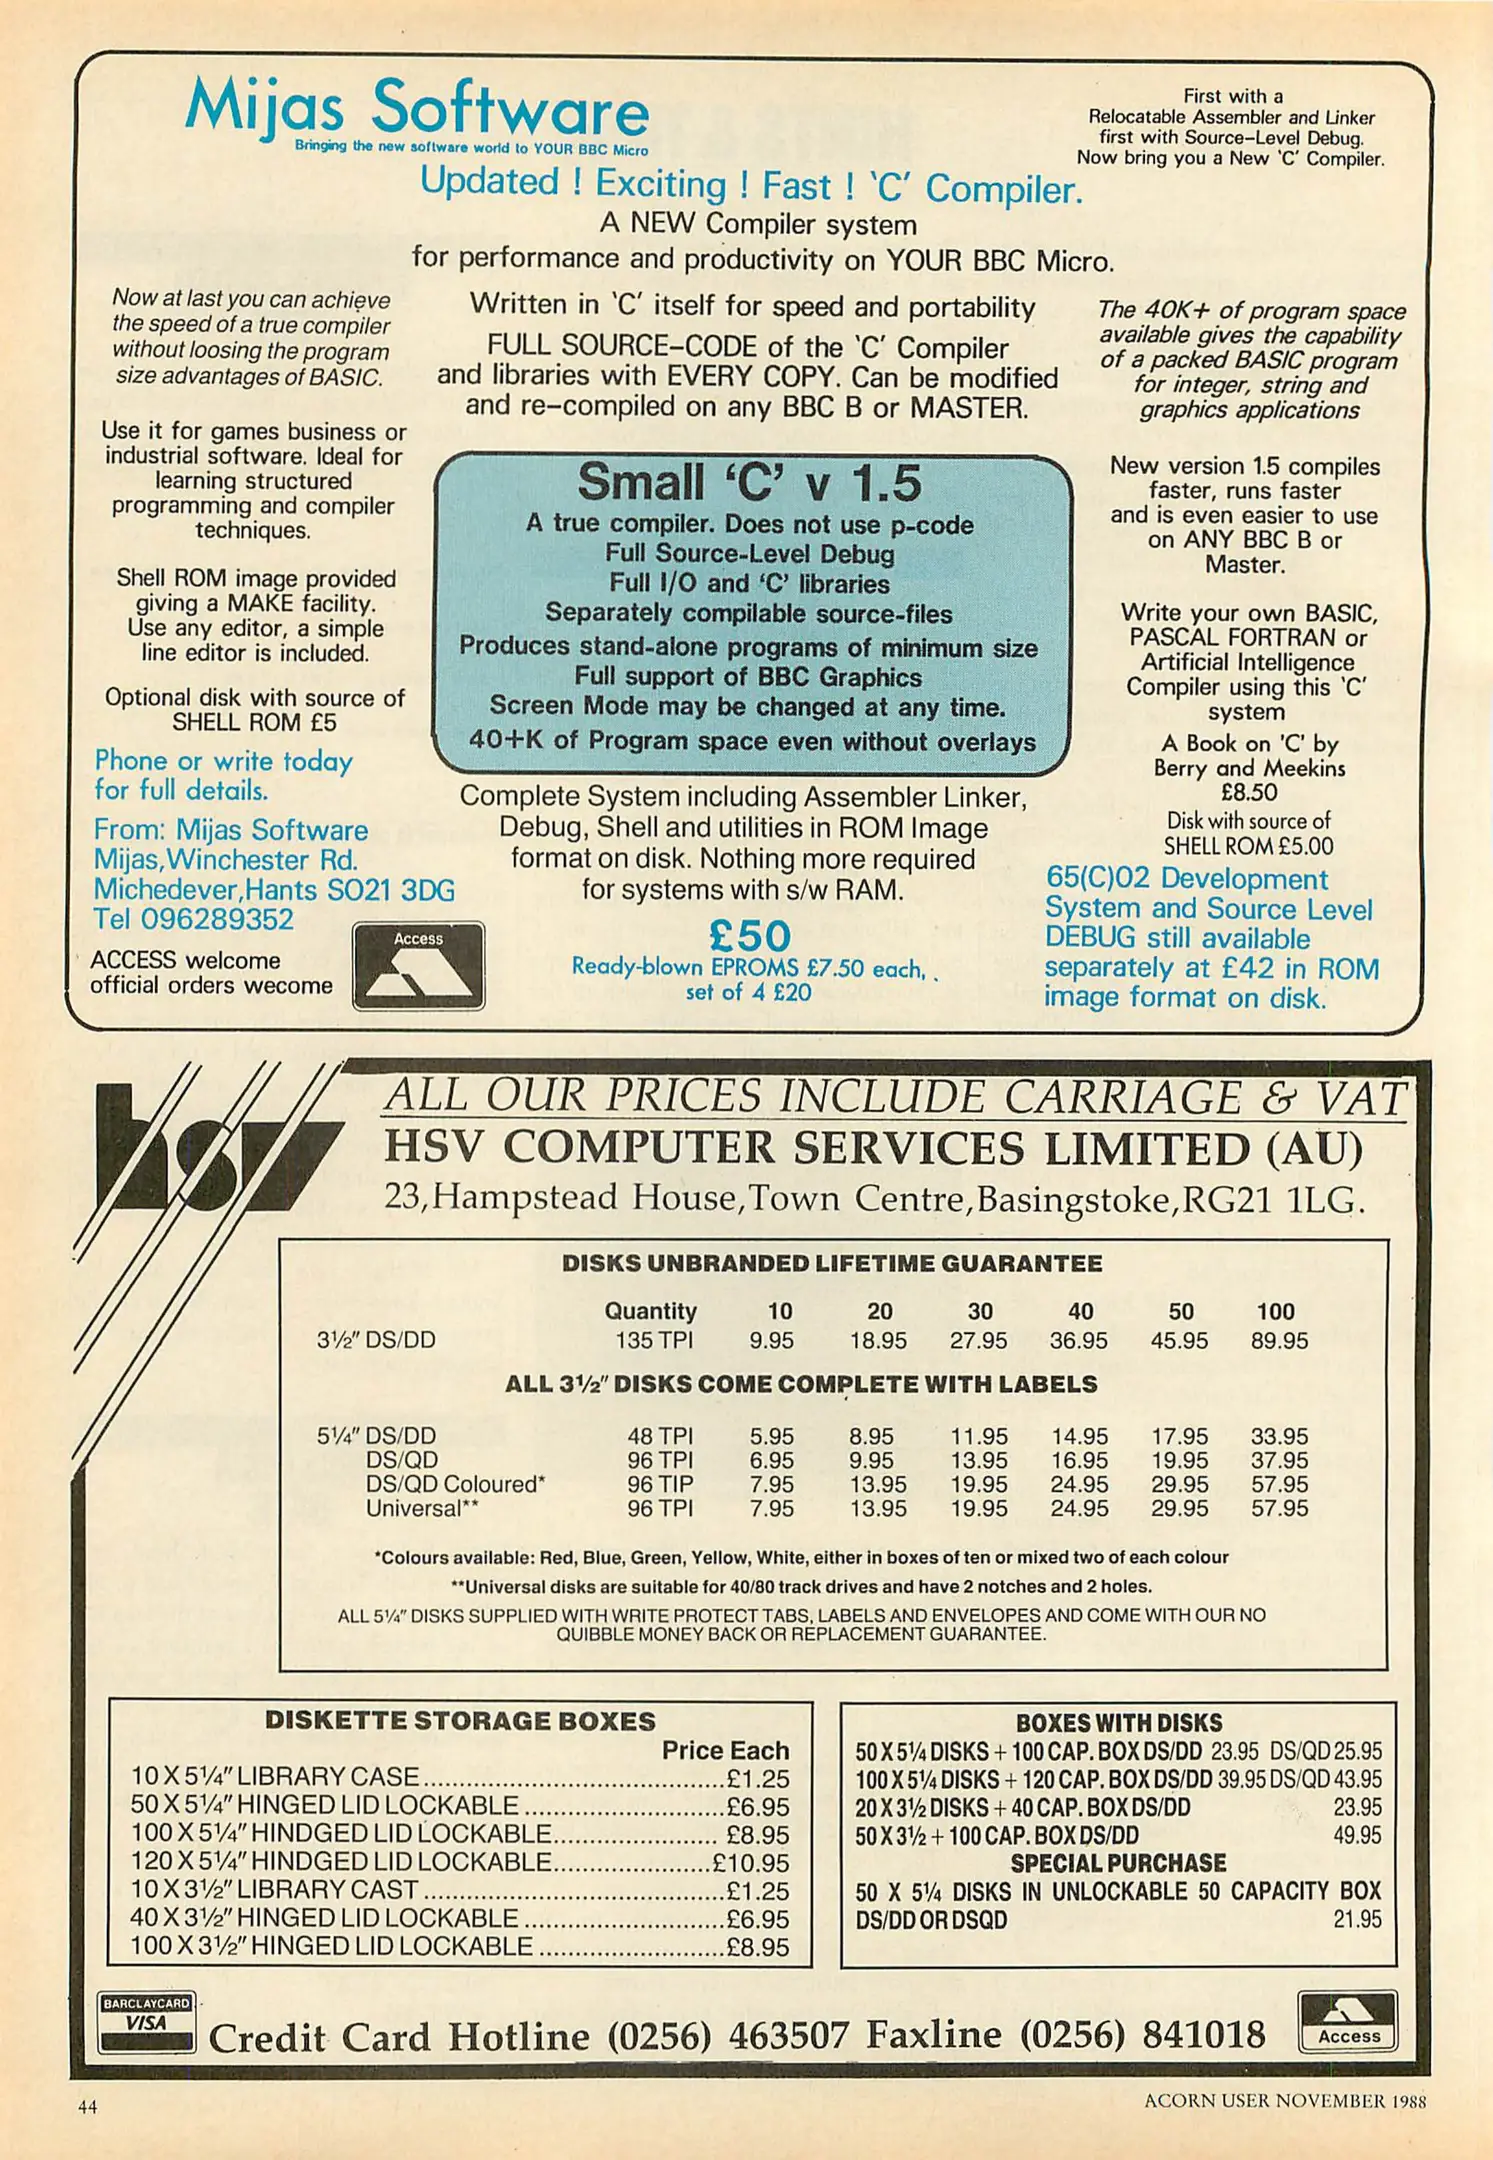 Mijas Software
Bringing the new software world to YOUR BBC Micro
First with a
Relocatable Assembler and Linker
first with Source-Level Debug.
Now bring you a New 'C' Compiler.
Updated ! Exciting ! Fast ! 'C' Compiler.
A NEW Compiler system
for performance and productivity on YOUR BBC Micro.
Now at last you can achieve
the speed of a true compiler
without loosing the program
size advantages of BASIC.
Use it for games business or
industrial software. Ideal for
learning structured
programming and compiler
techniques.
Shell ROM image provided
giving a MAKE facility.
Use any editor, a simple
line editor is included.
Optional disk with source of
SHELL ROM £5
Phone or write today
for full details.
From: Mijas Software
Mijas,Winchester Rd.
Michedever,Hants SO21 3DG
Tel 096289352
ACCESS welcome
official orders wecome
Access
Written in 'C' itself for speed and portability
FULL SOURCE-CODE of the 'C' Compiler
and libraries with EVERY COPY. Can be modified
and re-compiled on any BBC B or MASTER.
Small 'C' v 1.5
A true compiler. Does not use p-code
Full Source-Level Debug
Full I/O and 'C' libraries
Separately compilable source-files
Produces stand-alone programs of minimum size
Full support of BBC Graphics
Screen Mode may be changed at any time.
40+K of Program space even without overlays
Complete System including Assembler Linker,
Debug, Shell and utilities in ROM Image
format on disk. Nothing more required
for systems with s/w RAM.
£50
Ready-blown EPROMS £7.50 each,
set of 4 £20
The 40K+ of program space
available gives the capability
of a packed BASIC program
for integer, string and
graphics applications
New version 1.5 compiles
faster, runs faster
and is even easier to use
on ANY BBC B or
Master.
Write your own BASIC,
PASCAL FORTRAN or
Artificial Intelligence
Compiler using this 'C'
system
A Book on 'C' by
Berry and Meekins
£8.50
Disk with source of
SHELL ROM £5.00
65(C)02 Development
System and Source Level
DEBUG still available
separately at £42 in ROM
image format on disk.
hsv
ALL OUR PRICES INCLUDE CARRIAGE & VAT
HSV COMPUTER SERVICES LIMITED (AU)
23,Hampstead House,Town Centre,Basingstoke,RG21 1LG.
DISKS UNBRANDED LIFETIME GUARANTEE
Quantity 10 20 30 40 50 100
3½" DS/DD 135 TPI 9.95 18.95 27.95 36.95 45.95 89.95
ALL 3½" DISKS COME COMPLETE WITH LABELS
5¼" DS/DD 48 TPI 5.95 8.95 11.95 14.95 17.95 33.95
DS/QD 96 TPI 6.95 9.95 13.95 16.95 19.95 37.95
DS/QD Coloured* 96 TIP 7.95 13.95 19.95 24.95 29.95 57.95
Universal** 96 TPI 7.95 13.95 19.95 24.95 29.95 57.95
*Colours available: Red, Blue, Green, Yellow, White, either in boxes of ten or mixed two of each colour
**Universal disks are suitable for 40/80 track drives and have 2 notches and 2 holes.
ALL 5¼" DISKS SUPPLIED WITH WRITE PROTECT TABS, LABELS AND ENVELOPES AND COME WITH OUR NO
QUIBBLE MONEY BACK OR REPLACEMENT GUARANTEE.
DISKETTE STORAGE BOXES
Price Each
10 X 5¼" LIBRARY CASE..........£1.25
50 X 5¼" HINGED LID LOCKABLE..........£6.95
100 X 5¼" HINDGED LID LOCKABLE..........£8.95
120 X 5¼" HINDGED LID LOCKABLE..........£10.95
10 X 3½" LIBRARY CAST..........£1.25
40 X 3½" HINGED LID LOCKABLE..........£6.95
100 X 3½" HINGED LID LOCKABLE..........£8.95
BOXES WITH DISKS
50 X 5¼ DISKS + 100 CAP. BOX DS/DD 23.95 DS/QD 25.95
100 X 5¼ DISKS + 120 CAP. BOX DS/DD 39.95 DS/QD 43.95
20 X 3½ DISKS + 40 CAP. BOX DS/DD 23.95
50 X 3½ + 100 CAP. BOX DS/DD 49.95
SPECIAL PURCHASE
50 X 5¼ DISKS IN UNLOCKABLE 50 CAPACITY BOX
DS/DD OR DSQD 21.95
BARCLAYCARD
VISA
Credit Card Hotline (0256) 463507 Faxline (0256) 841018
Access
44
ACORN USER NOVEMBER 1988